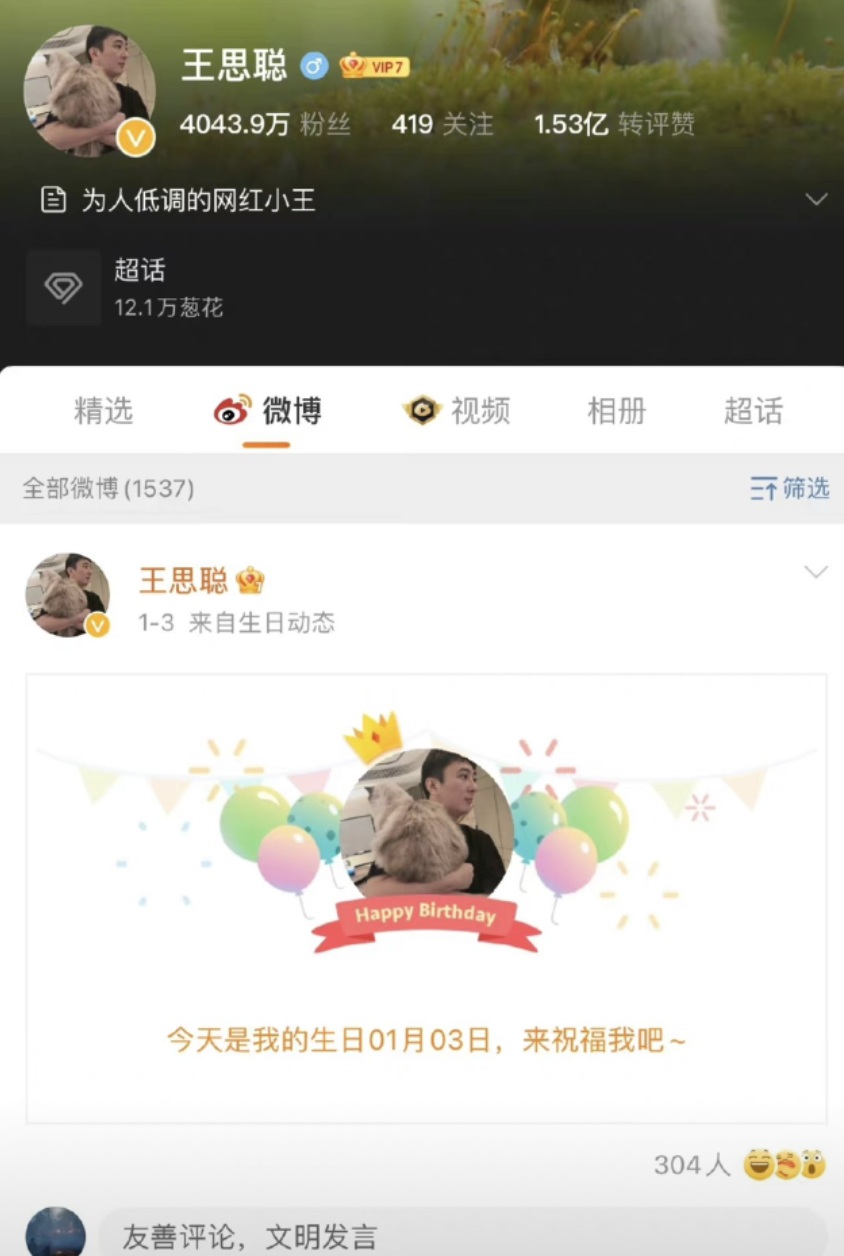 王思聪 VIP7
4043.9万 粉丝 419 关注 1.53亿 转评赞
为人低调的网红小王
超话
12.1万葱花
精选 微博 视频 相册 超话
全部微博(1537) 筛选
王思聪
1-3 来自生日动态
Happy Birthday
今天是我的生日01月03日，来祝福我吧~
304人
友善评论，文明发言